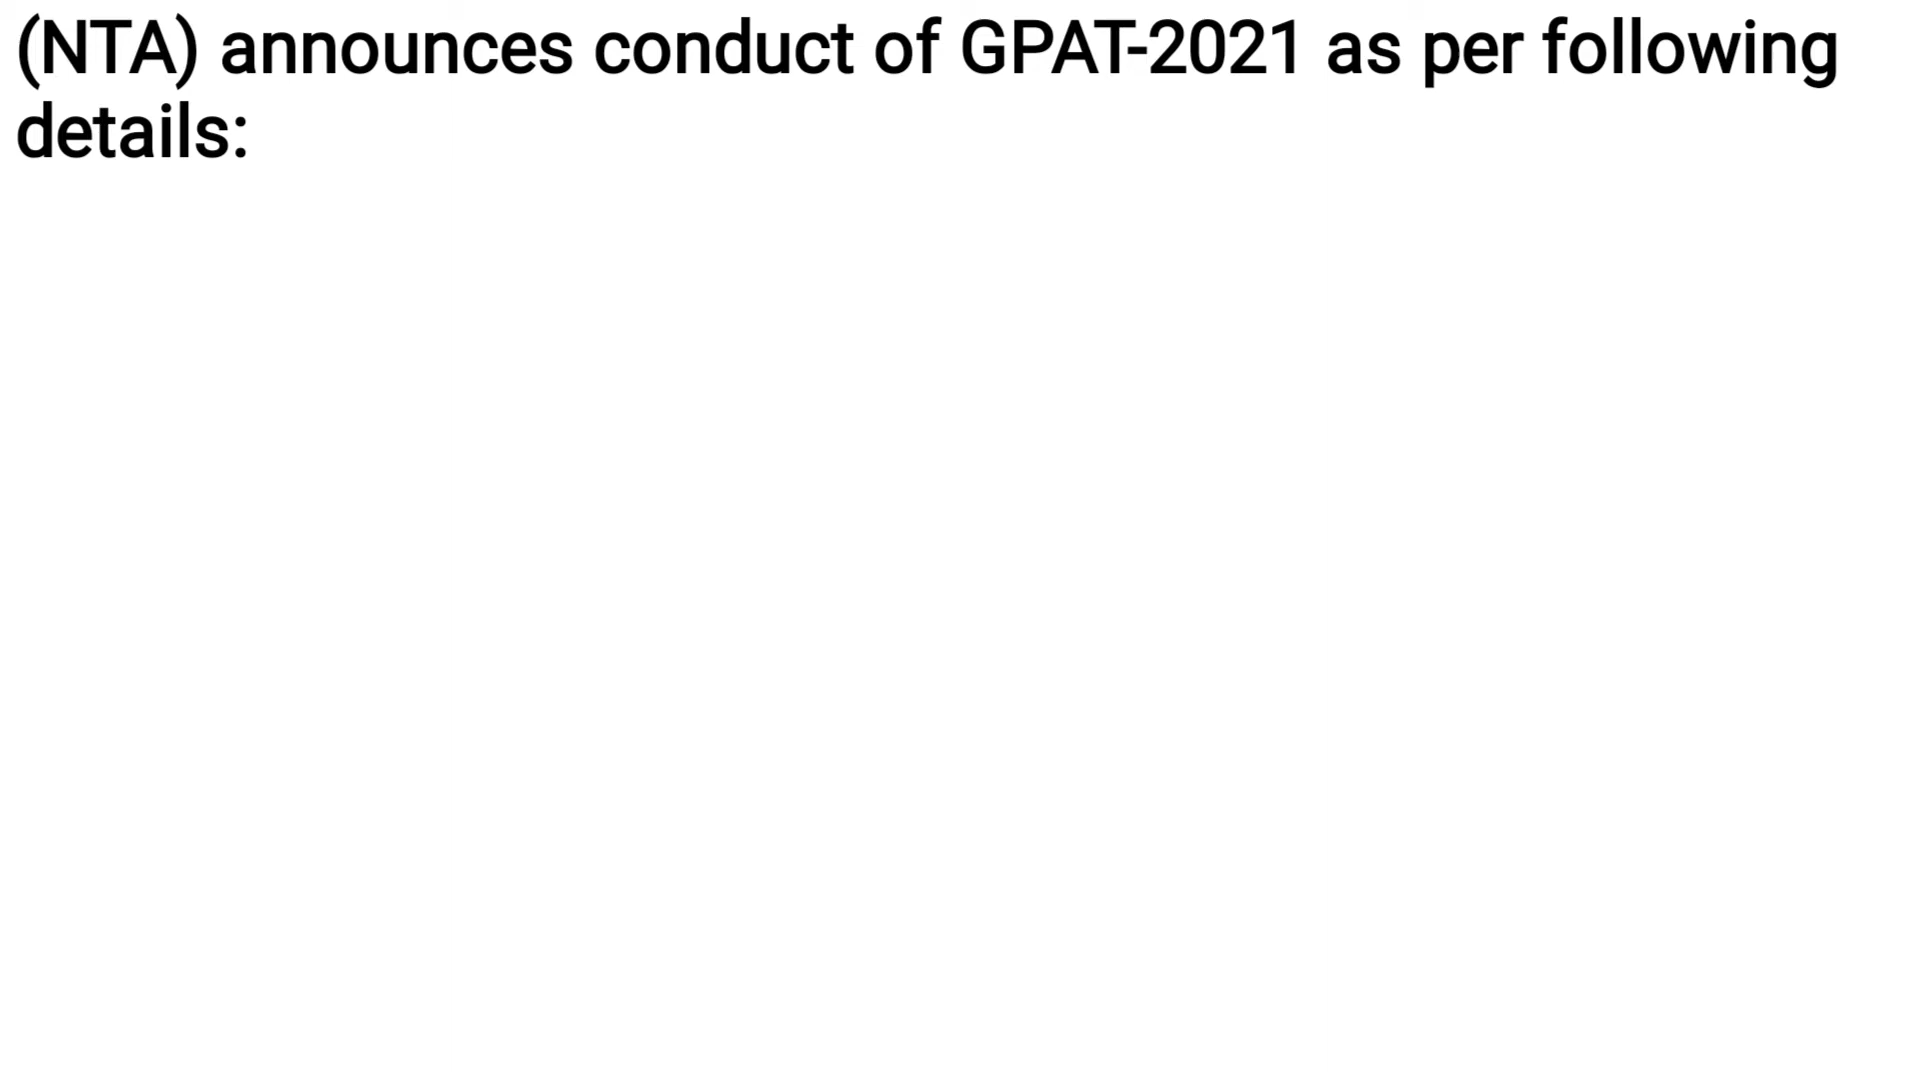 (NTA) announces conduct of GPAT-2021 as per following
details: